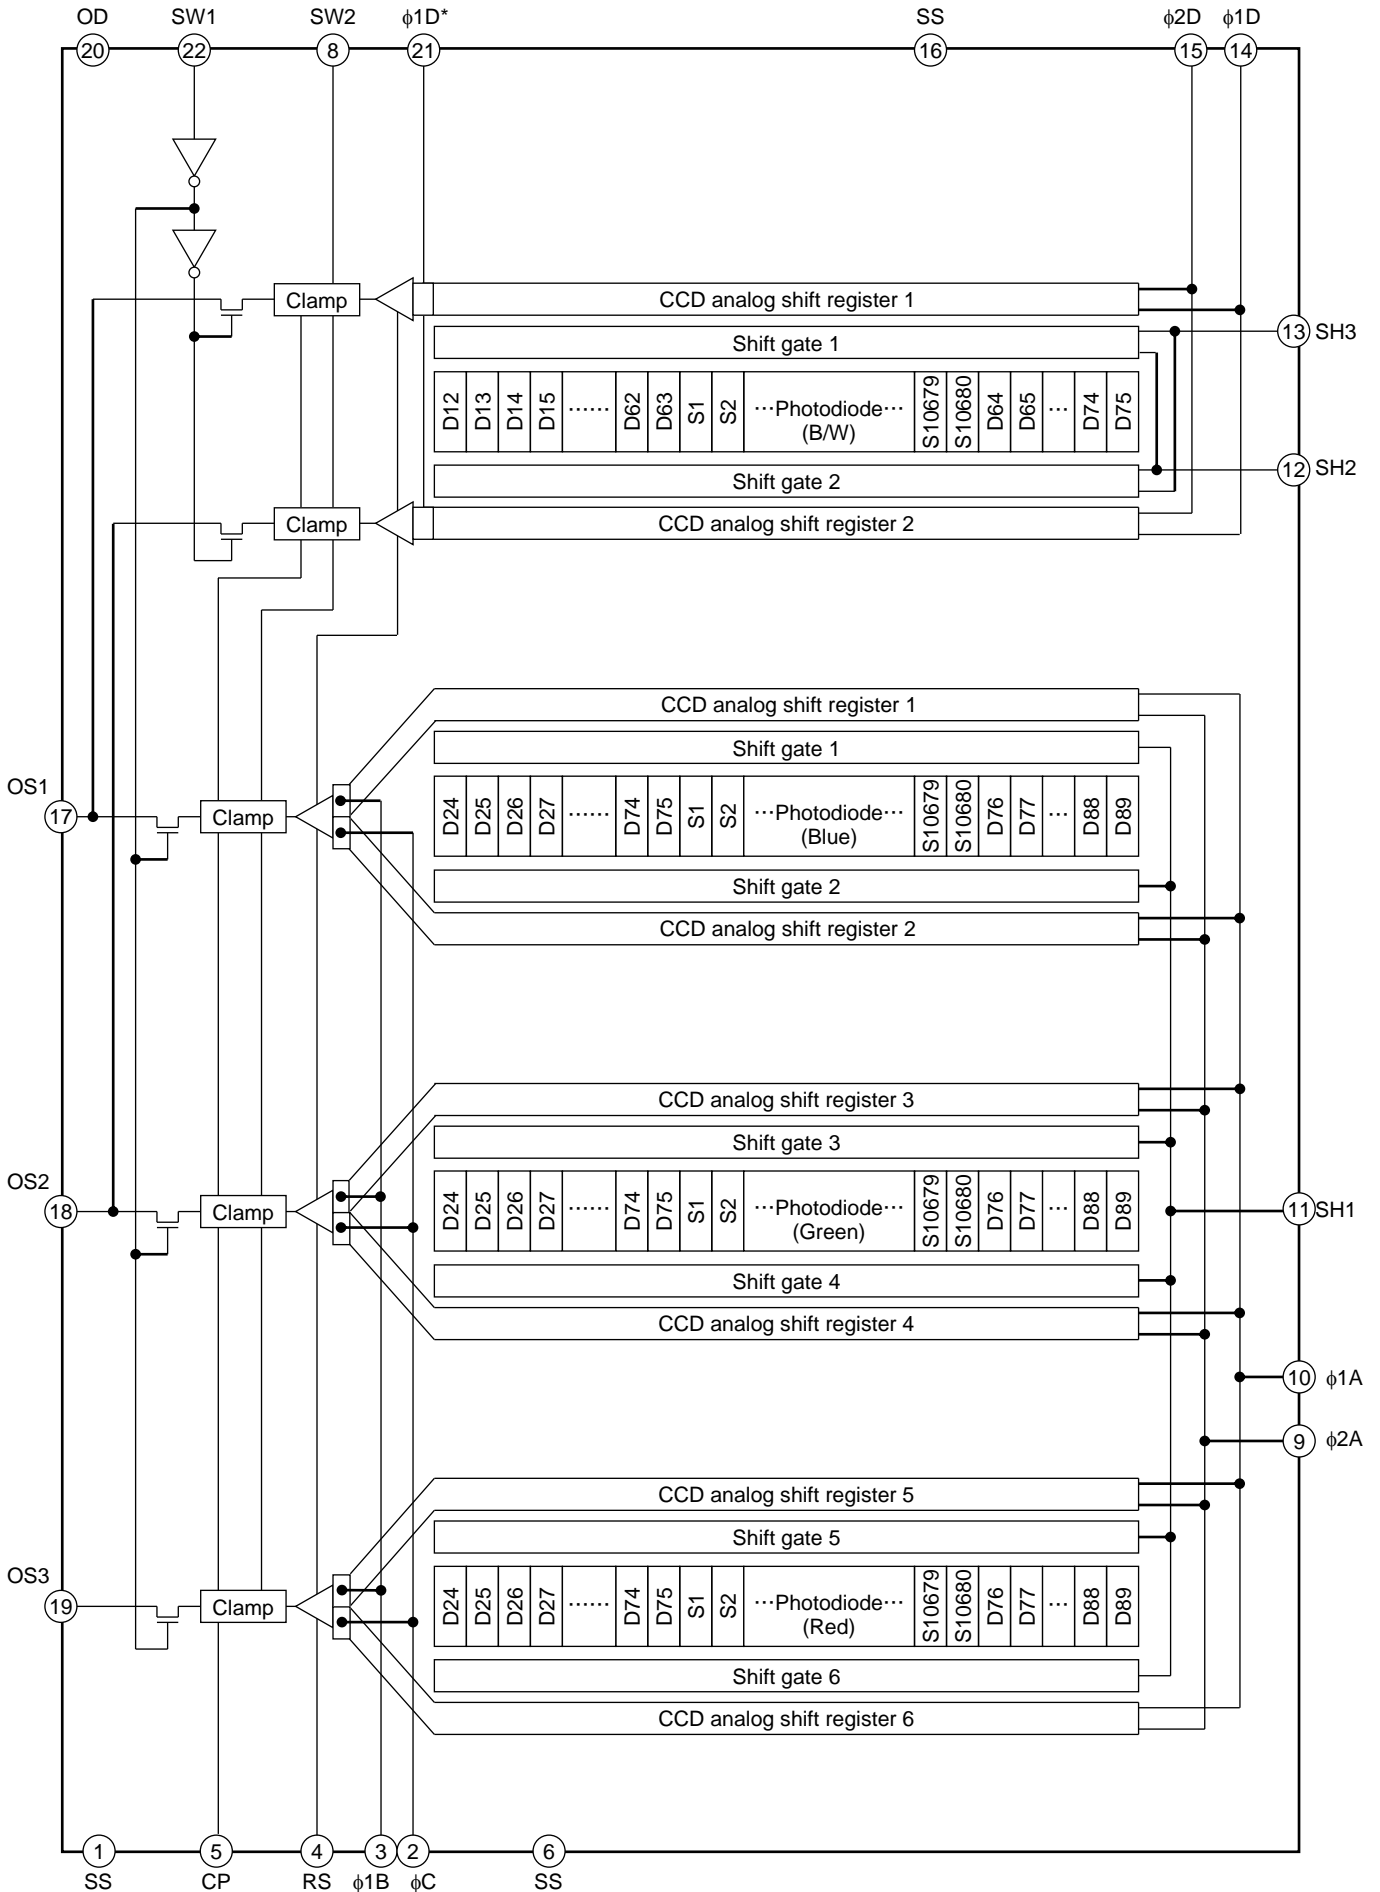 OD SW1 SW2 ϕ1D* SS ϕ2D ϕ1D
20 22 8 21 16 15 14
Clamp CCD analog shift register 1
Shift gate 1 13 SH3
D12 D13 D14 D15 ...... D62 D63 S1 S2 ···Photodiode··· S10679 S10680 D64 D65 ... D74 D75
(B/W)
Shift gate 2 12 SH2
Clamp CCD analog shift register 2
CCD analog shift register 1
Shift gate 1
OS1
17 Clamp D24 D25 D26 D27 ...... D74 D75 S1 S2 ···Photodiode··· S10679 S10680 D76 D77 ... D88 D89
(Blue)
Shift gate 2
CCD analog shift register 2
CCD analog shift register 3
Shift gate 3
OS2
18 Clamp D24 D25 D26 D27 ...... D74 D75 S1 S2 ···Photodiode··· S10679 S10680 D76 D77 ... D88 D89 11 SH1
(Green)
Shift gate 4
CCD analog shift register 4
10 ϕ1A
9 ϕ2A
CCD analog shift register 5
Shift gate 5
OS3
19 Clamp D24 D25 D26 D27 ...... D74 D75 S1 S2 ···Photodiode··· S10679 S10680 D76 D77 ... D88 D89
(Red)
Shift gate 6
CCD analog shift register 6
1 5 4 3 2 6
SS CP RS ϕ1B ϕC SS